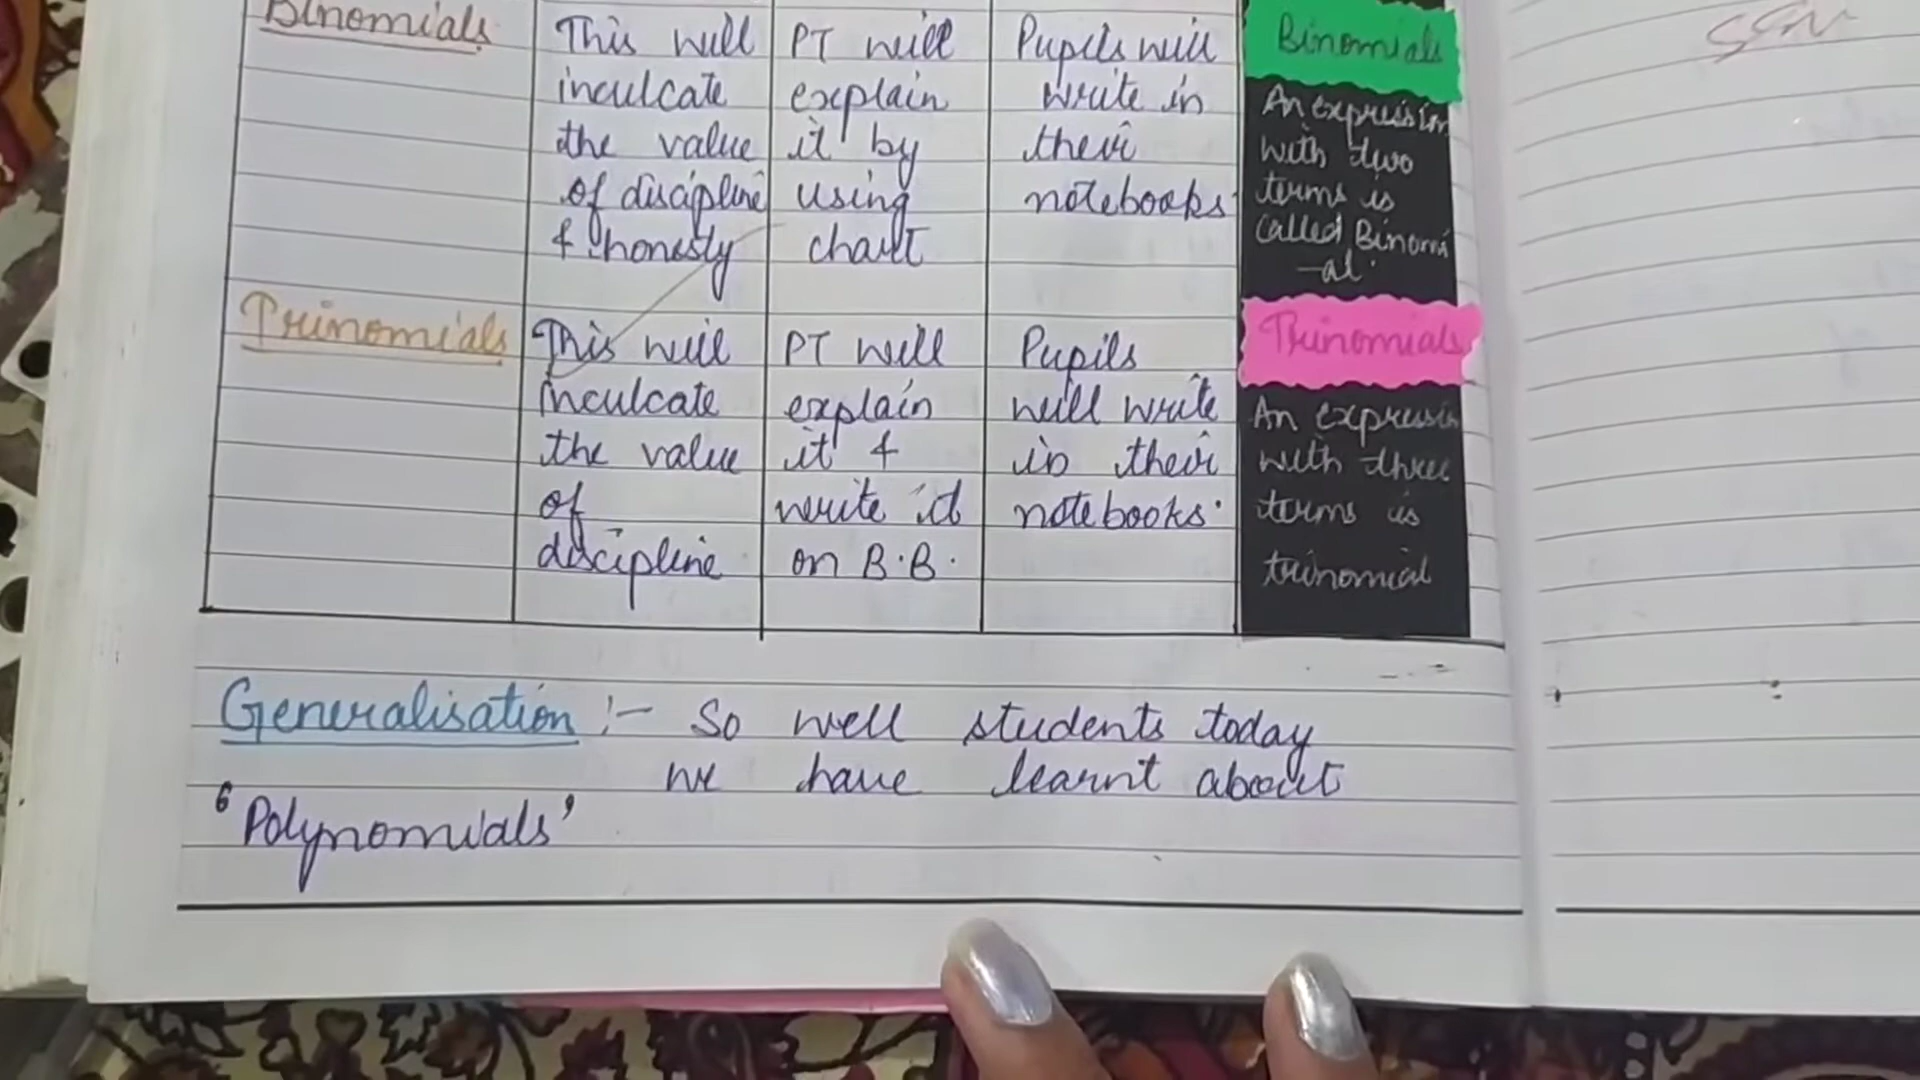 Binomials
This will
inculcate
the value
of discipline
& honesty
PT will
explain
it by
using
chart
Pupils will
write in
their
notebooks.
Binomials
An expression
with two
terms is
called Binomi
-al.
Trinomials
This will
inculcate
the value
of
discipline
PT will
explain
it &
write it
on B.B.
Pupils
will write
in their
notebooks.
Trinomials
An expression
with three
terms is
trinomial
Generalisation :- So well students today
we have learnt about
'Polynomials'